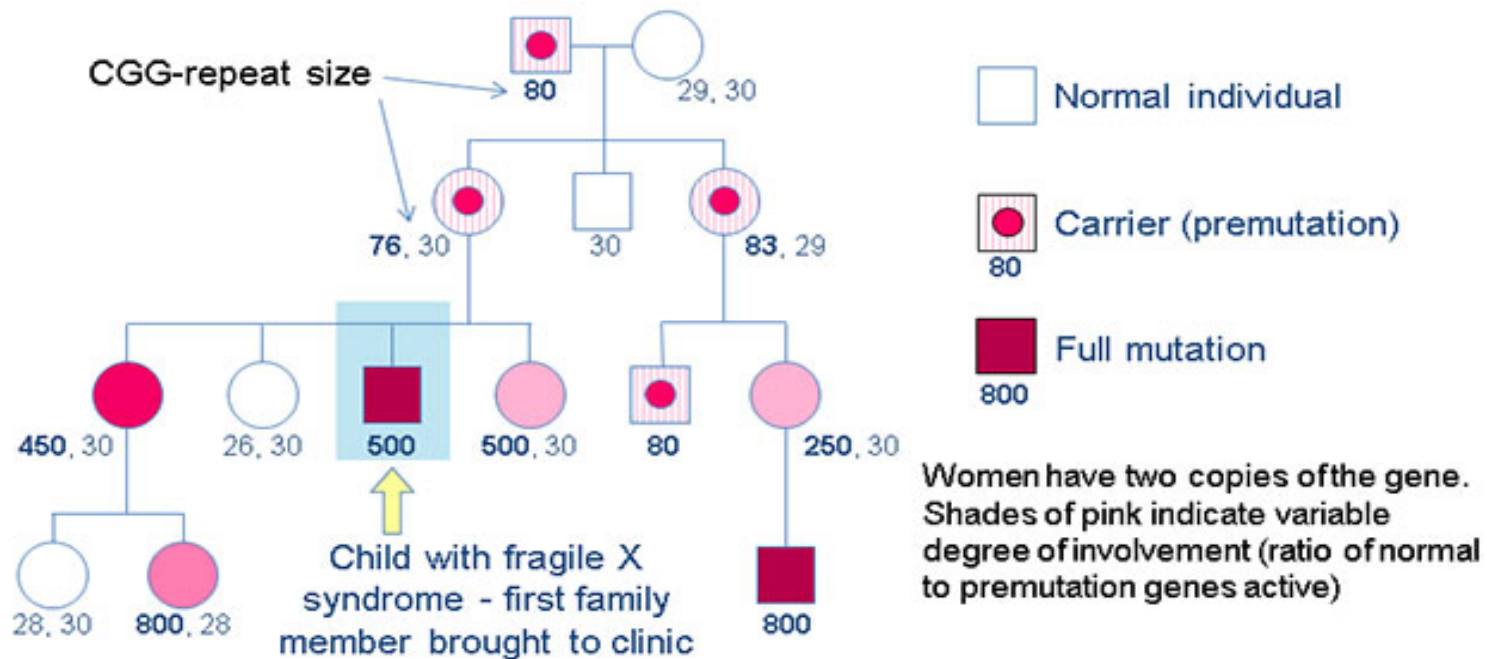 CGG-repeat size
80
29, 30
Normal individual
76, 30
30
83, 29
Carrier (premutation)
80
Full mutation
800
450, 30
26, 30
500
500, 30
80
250, 30
Women have two copies of the gene.
Shades of pink indicate variable
degree of involvement (ratio of normal
to premutation genes active)
Child with fragile X
syndrome - first family
member brought to clinic
28, 30
800, 28
800